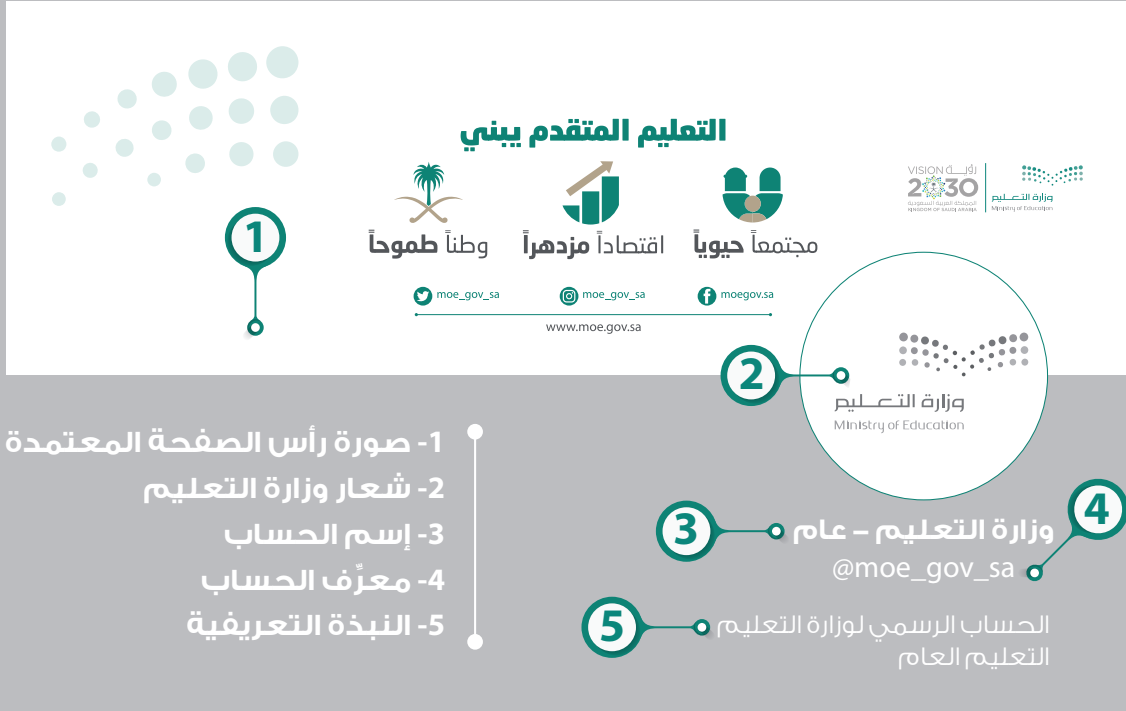 التعليم المتقدم يبني
رؤيـــة VISION
2030
المملكة العربية السعودية
KINGDOM OF SAUDI ARABIA
وزارة التعـــليم
Ministry of Education
مجتمعاً حيوياً
اقتصاداً مزدهراً
وطناً طموحاً
1
moe_gov_sa
moe_gov_sa
moegov.sa
www.moe.gov.sa
2
وزارة التعـــليم
Ministry of Education
1- صورة رأس الصفحة المعتمدة
2- شعار وزارة التعليم
3- إسم الحساب
4- معرِّف الحساب
5- النبذة التعريفية
4
3
وزارة التعليم – عام
@moe_gov_sa
5
الحساب الرسمي لوزارة التعليم
التعليم العام